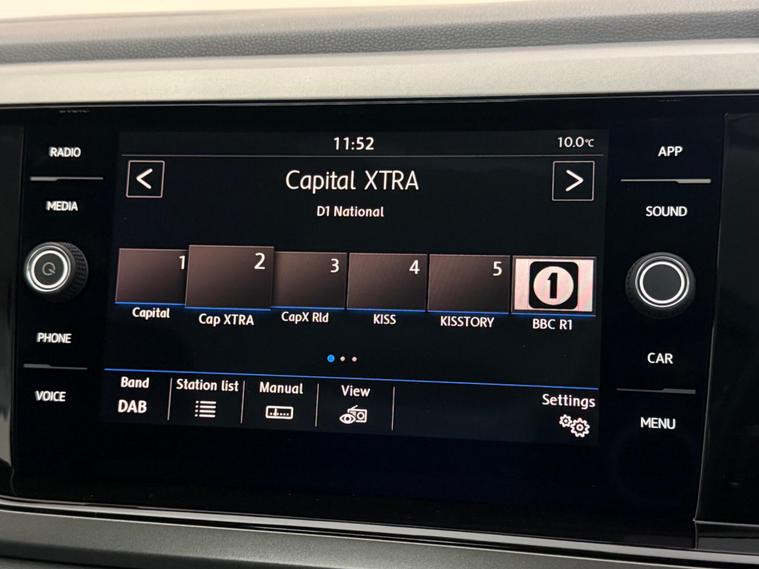 RADIO
MEDIA
PHONE
VOICE
11:52
10.0°C
<
Capital XTRA
>
D1 National
1
2
3
4
5
1
Capital
Cap XTRA
CapX Rld
KISS
KISSTORY
BBC R1
Band
DAB
Station list
Manual
View
Settings
APP
SOUND
CAR
MENU